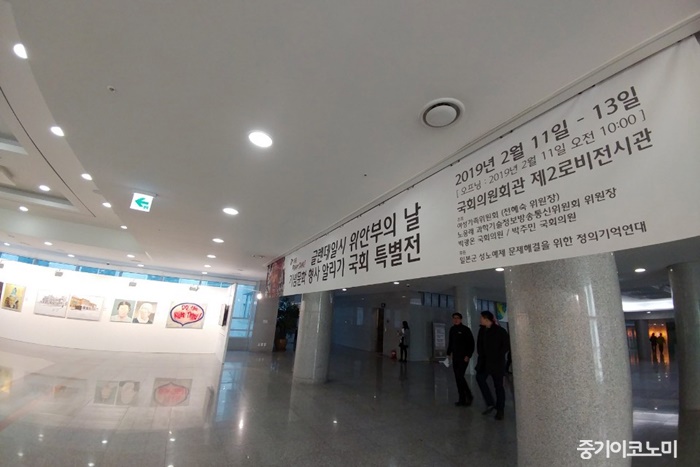 글렌데일시 위안부의 날
기념문화 행사 알리기 국회 특별전
2019년 2월 11일 - 13일
[ 오프닝 : 2019년 2월 11일 오전 10:00 ]
국회의원회관 제2로비전시관
여성가족위원회 (전혜숙 위원장)
노웅래 과학기술정보방송통신위원회 위원장
박광온 국회의원 / 박주민 국회의원
일본군 성노예제 문제해결을 위한 정의기억연대
중기이코노미